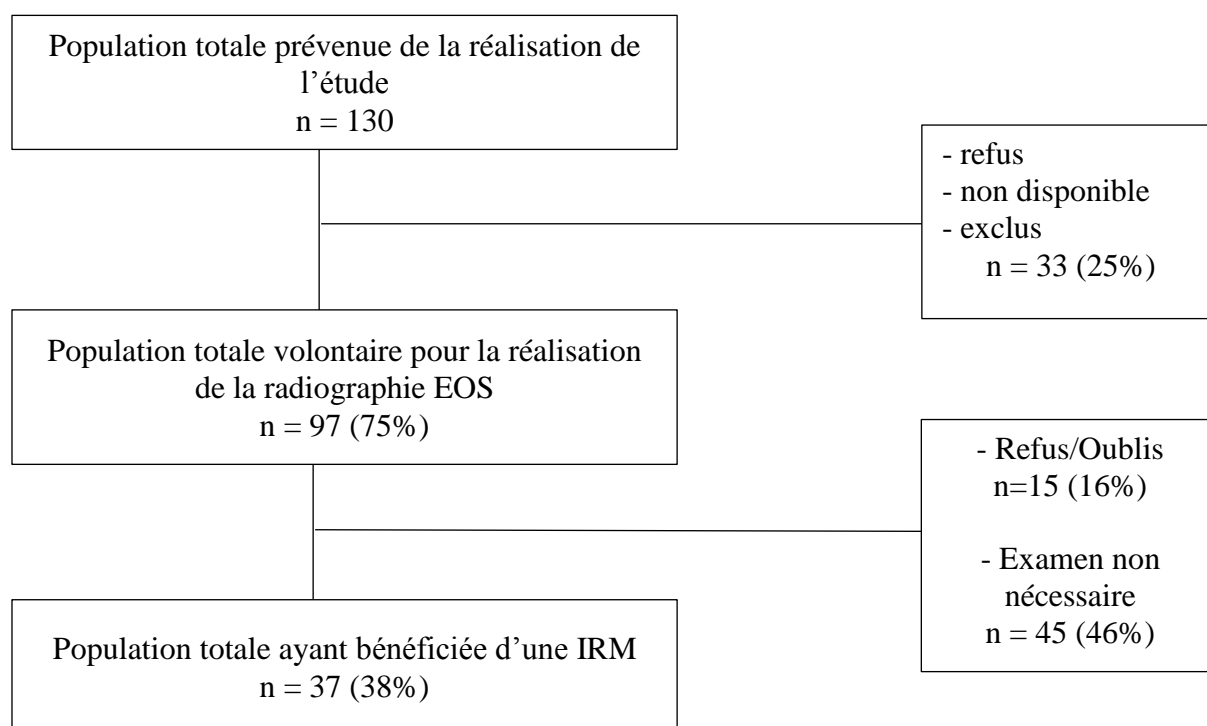 Population totale prévenue de la réalisation de
l’étude
n = 130
- refus
- non disponible
- exclus
n = 33 (25%)
Population totale volontaire pour la réalisation
de la radiographie EOS
n = 97 (75%)
- Refus/Oublis
n=15 (16%)
- Examen non
nécessaire
n = 45 (46%)
Population totale ayant bénéficiée d’une IRM
n = 37 (38%)